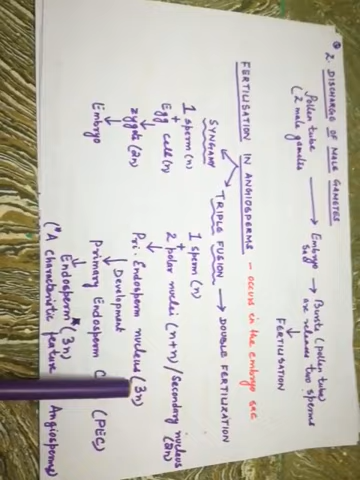 2. DISCHARGE OF MALE GAMETES
Pollen tube → Embryo sac → Bursts (pollen tube)
(2 male gametes
are releases two sperms
↓
FERTILISATION
FERTILISATION IN ANGIOSPERMS - occurs in the embryo sac
SYNGAMY
TRIPLE FUSION → DOUBLE FERTILIZATION
1 sperm (n)
+
Egg cell (n)
↓
zygote (2n)
↓
Embryo
1 sperm (n)
+
2 polar nuclei (n+n) / Secondary nucleus (2n)
↓
Pri. Endosperm nucleus (3n)
↓ Development
Primary Endosperm C (PEC)
↓
Endosperm (3n)
("A characteristic feature Angiosperms)